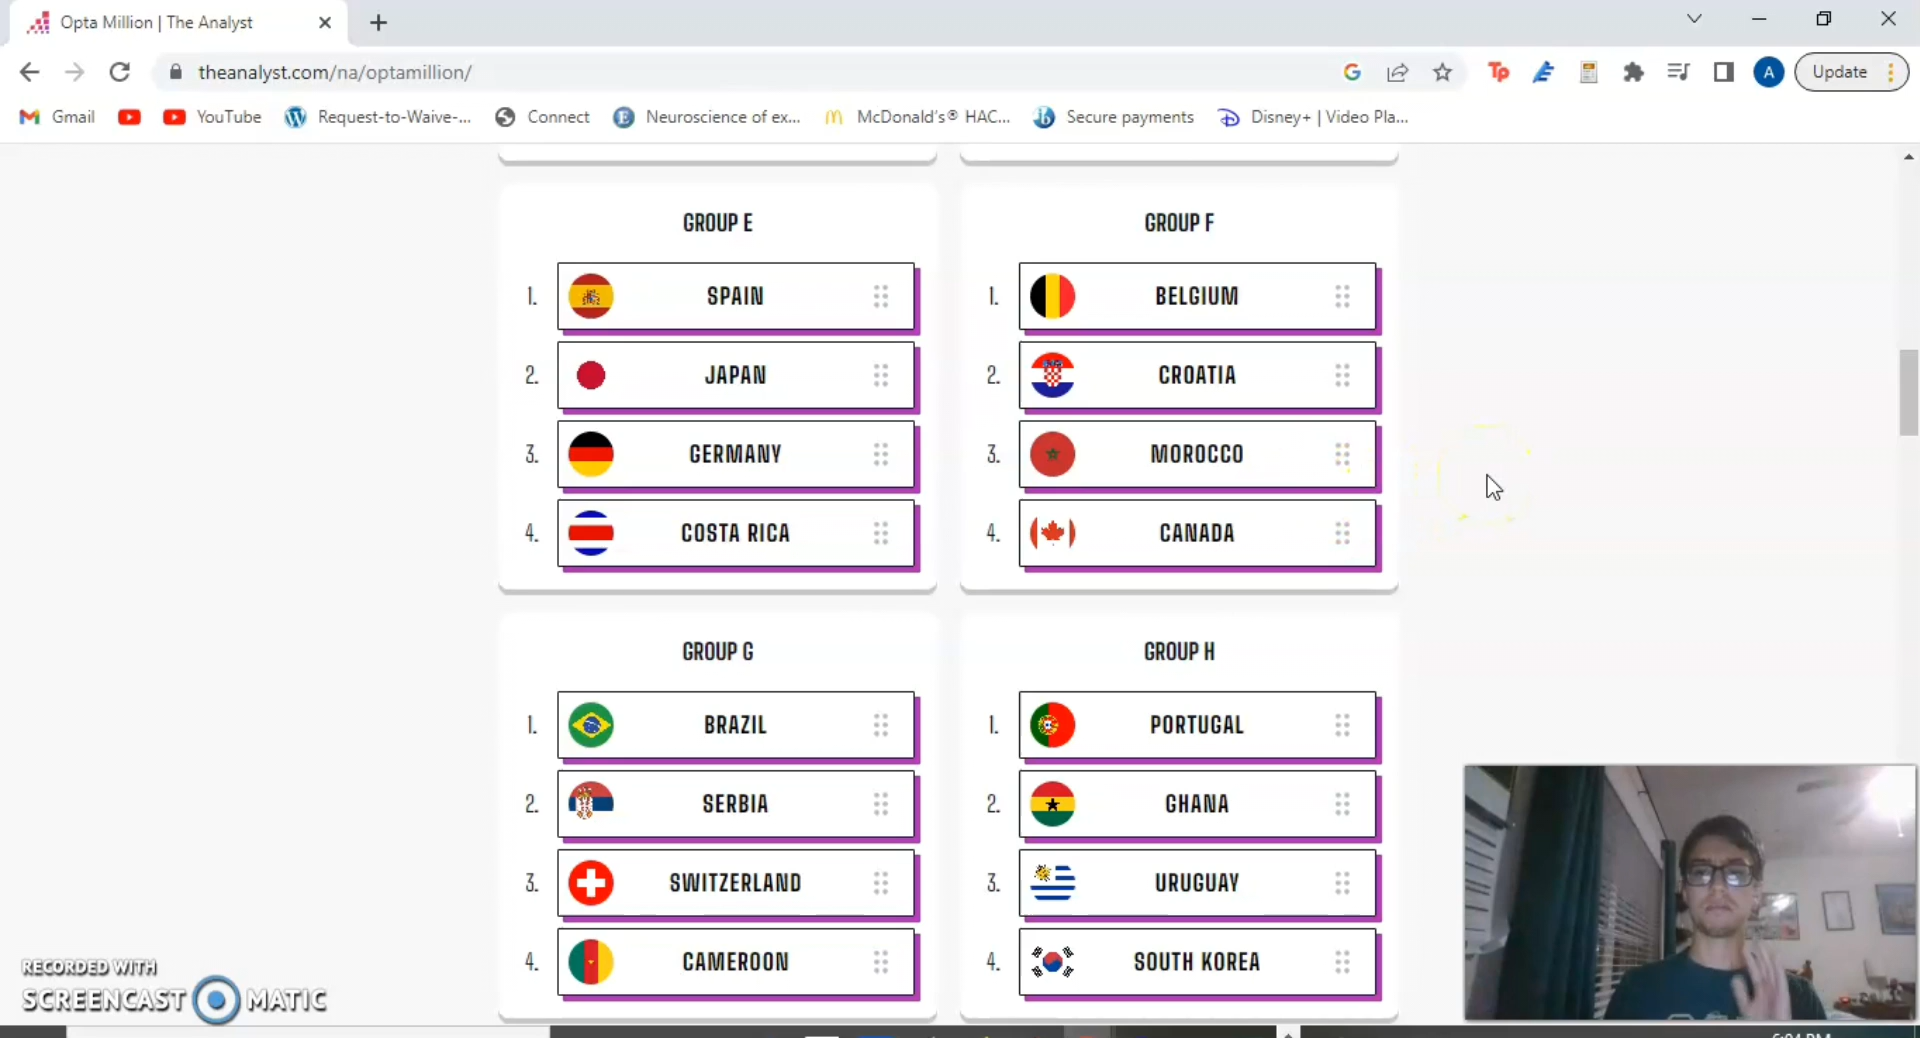 Opta Million | The Analyst
theanalyst.com/na/optamillion/
Tp
A
Update
Gmail
YouTube
Request-to-Waive-...
Connect
E
Neuroscience of ex...
McDonald's® HAC...
Secure payments
Disney+ | Video Pla...
GROUP E
1. SPAIN
2. JAPAN
3. GERMANY
4. COSTA RICA
GROUP F
1. BELGIUM
2. CROATIA
3. MOROCCO
4. CANADA
GROUP G
1. BRAZIL
2. SERBIA
3. SWITZERLAND
4. CAMEROON
GROUP H
1. PORTUGAL
2. GHANA
3. URUGUAY
4. SOUTH KOREA
RECORDED WITH
SCREENCAST MATIC